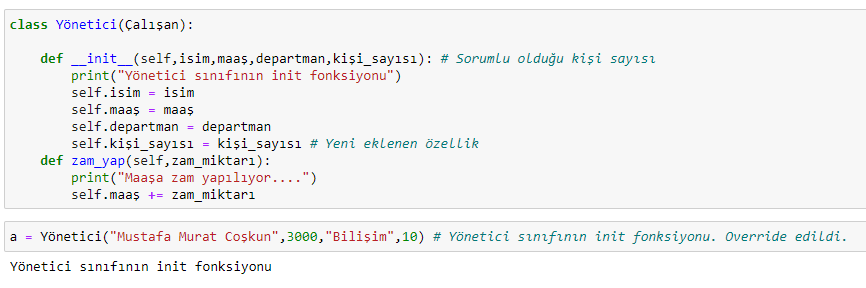 class Yönetici(Çalışan):
def __init__(self,isim,maaş,departman,kişi_sayısı): # Sorumlu olduğu kişi sayısı
print("Yönetici sınıfının init fonksiyonu")
self.isim = isim
self.maaş = maaş
self.departman = departman
self.kişi_sayısı = kişi_sayısı # Yeni eklenen özellik
def zam_yap(self,zam_miktarı):
print("Maaşa zam yapılıyor....")
self.maaş += zam_miktarı
a = Yönetici("Mustafa Murat Coşkun",3000,"Bilişim",10) # Yönetici sınıfının init fonksiyonu. Override edildi.
Yönetici sınıfının init fonksiyonu